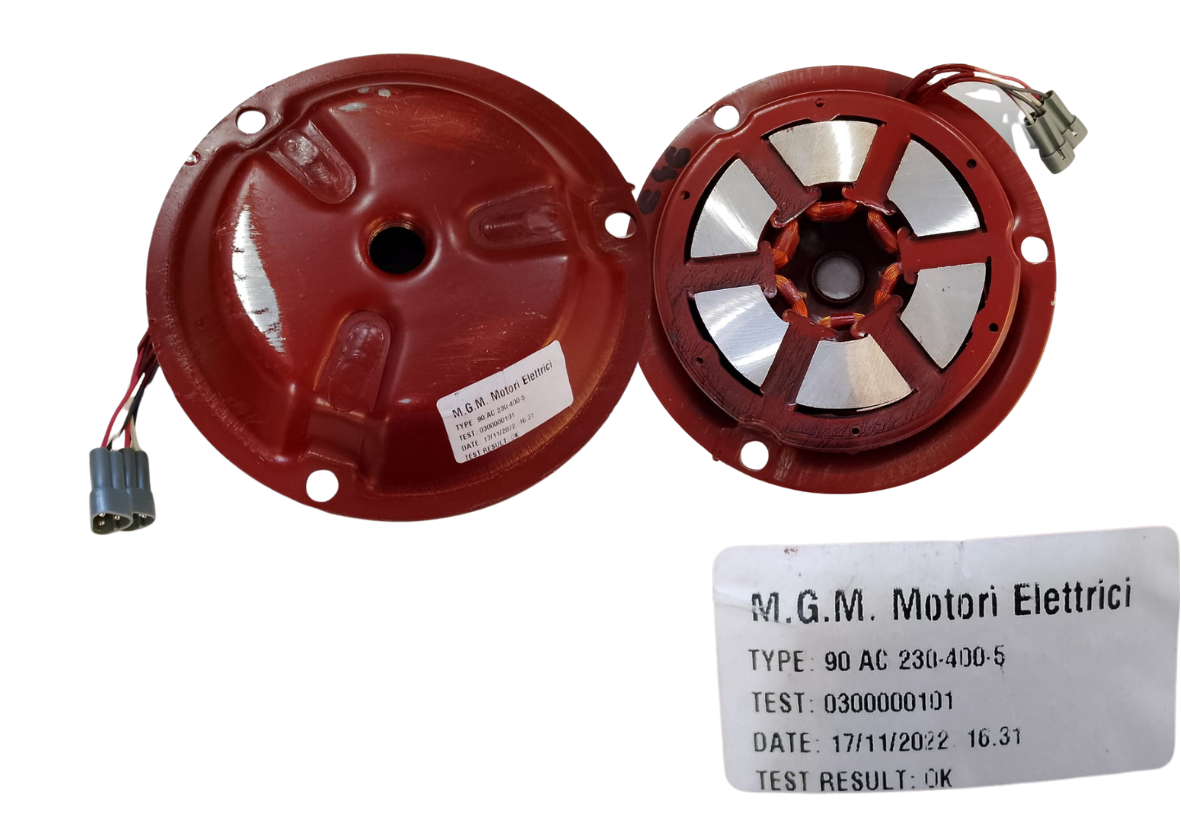 M.G.M. Motori Elettrici
TYPE 90 AC 230-400-5
TEST: 0300000101
DATE 17/11/2022 16.31
TEST RESULT: OK
M.G.M. Motori Elettrici
TYPE: 90 AC 230-400-5
TEST: 0300000101
DATE: 17/11/2022 16.31
TEST RESULT: OK